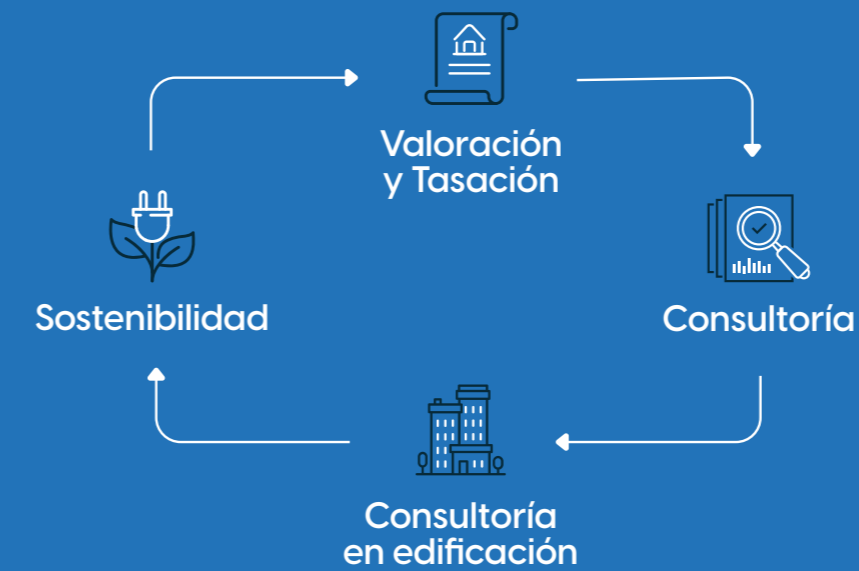 Valoración
y Tasación
Sostenibilidad
Consultoría
Consultoría
en edificación